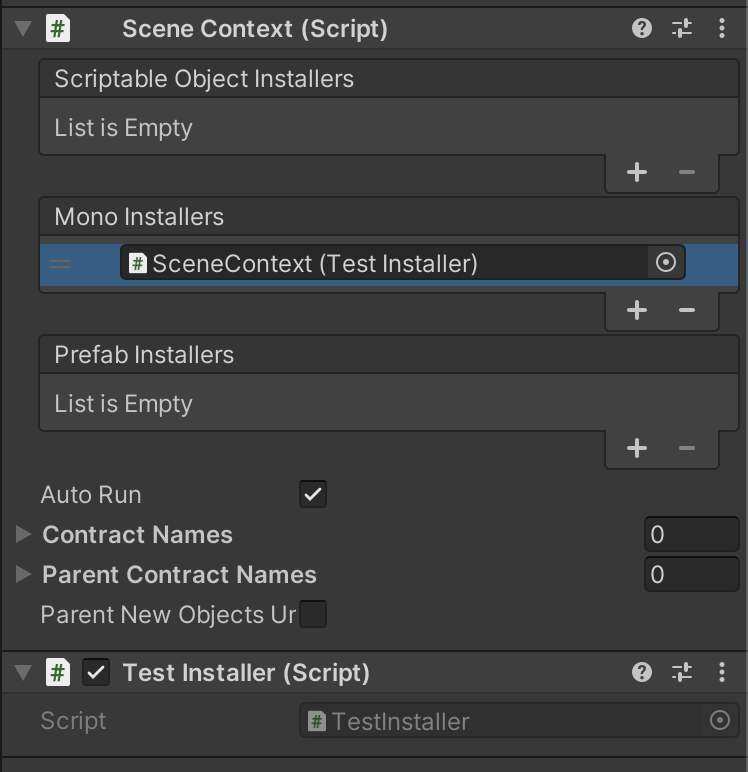 Scene Context (Script)
Scriptable Object Installers
List is Empty
Mono Installers
SceneContext (Test Installer)
Prefab Installers
List is Empty
Auto Run
Contract Names 0
Parent Contract Names 0
Parent New Objects Ur
Test Installer (Script)
Script TestInstaller